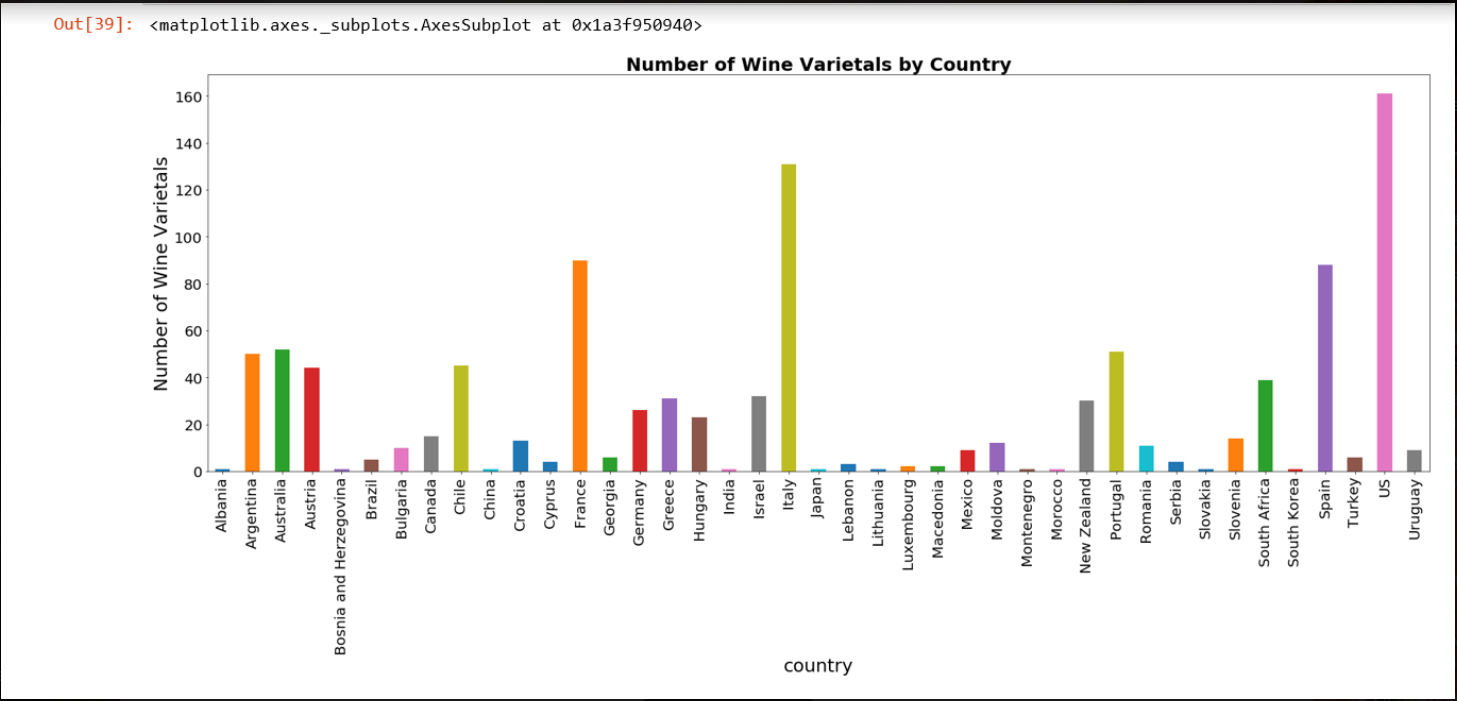 Out[39]: <matplotlib.axes._subplots.AxesSubplot at 0x1a3f950940>
Number of Wine Varietals by Country
Number of Wine Varietals
160
140
120
100
80
60
40
20
0
Albania
Argentina
Australia
Austria
Bosnia and Herzegovina
Brazil
Bulgaria
Canada
Chile
China
Croatia
Cyprus
France
Georgia
Germany
Greece
Hungary
India
Israel
Italy
Japan
Lebanon
Lithuania
Luxembourg
Macedonia
Mexico
Moldova
Montenegro
Morocco
New Zealand
Portugal
Romania
Serbia
Slovakia
Slovenia
South Africa
South Korea
Spain
Turkey
US
Uruguay
country